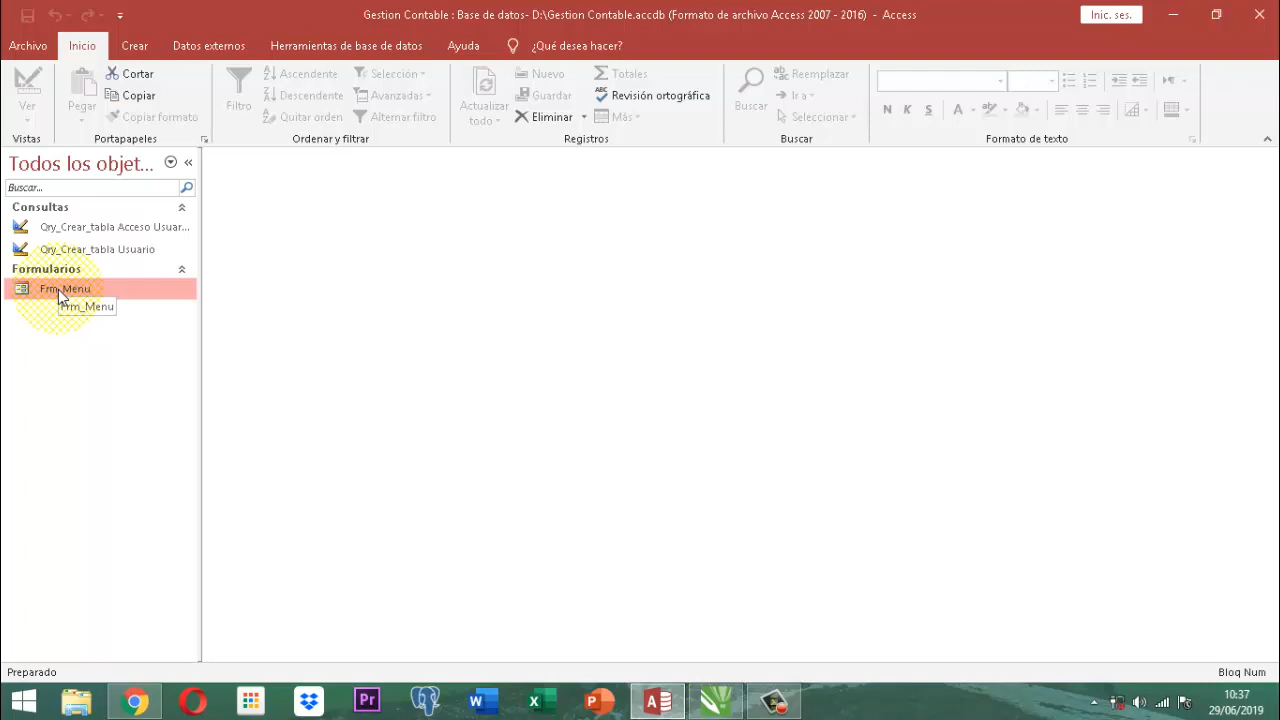 Gestion Contable : Base de datos- D:\Gestion Contable.accdb (Formato de archivo Access 2007 - 2016) - Access
Inic. ses.
Archivo Inicio Crear Datos externos Herramientas de base de datos Ayuda ¿Qué desea hacer?
Ver
Vistas
Pegar
Cortar
Copiar
Copiar formato
Portapapeles
Filtro
Ascendente
Descendente
Quitar orden
Selección
Avanzadas
Alternar filtro
Ordenar y filtrar
Actualizar
todo
Nuevo
Guardar
Eliminar
Totales
Revisión ortográfica
Más
Registros
Buscar
Reemplazar
Ir a
Seleccionar
Buscar
N K S A
Formato de texto
Todos los objet...
Buscar...
Consultas
Qry_Crear_tabla Acceso Usuar...
Qry_Crear_tabla Usuario
Formularios
Frm_Menu
Frm_Menu
Preparado
Bloq Num
10:37
29/06/2019